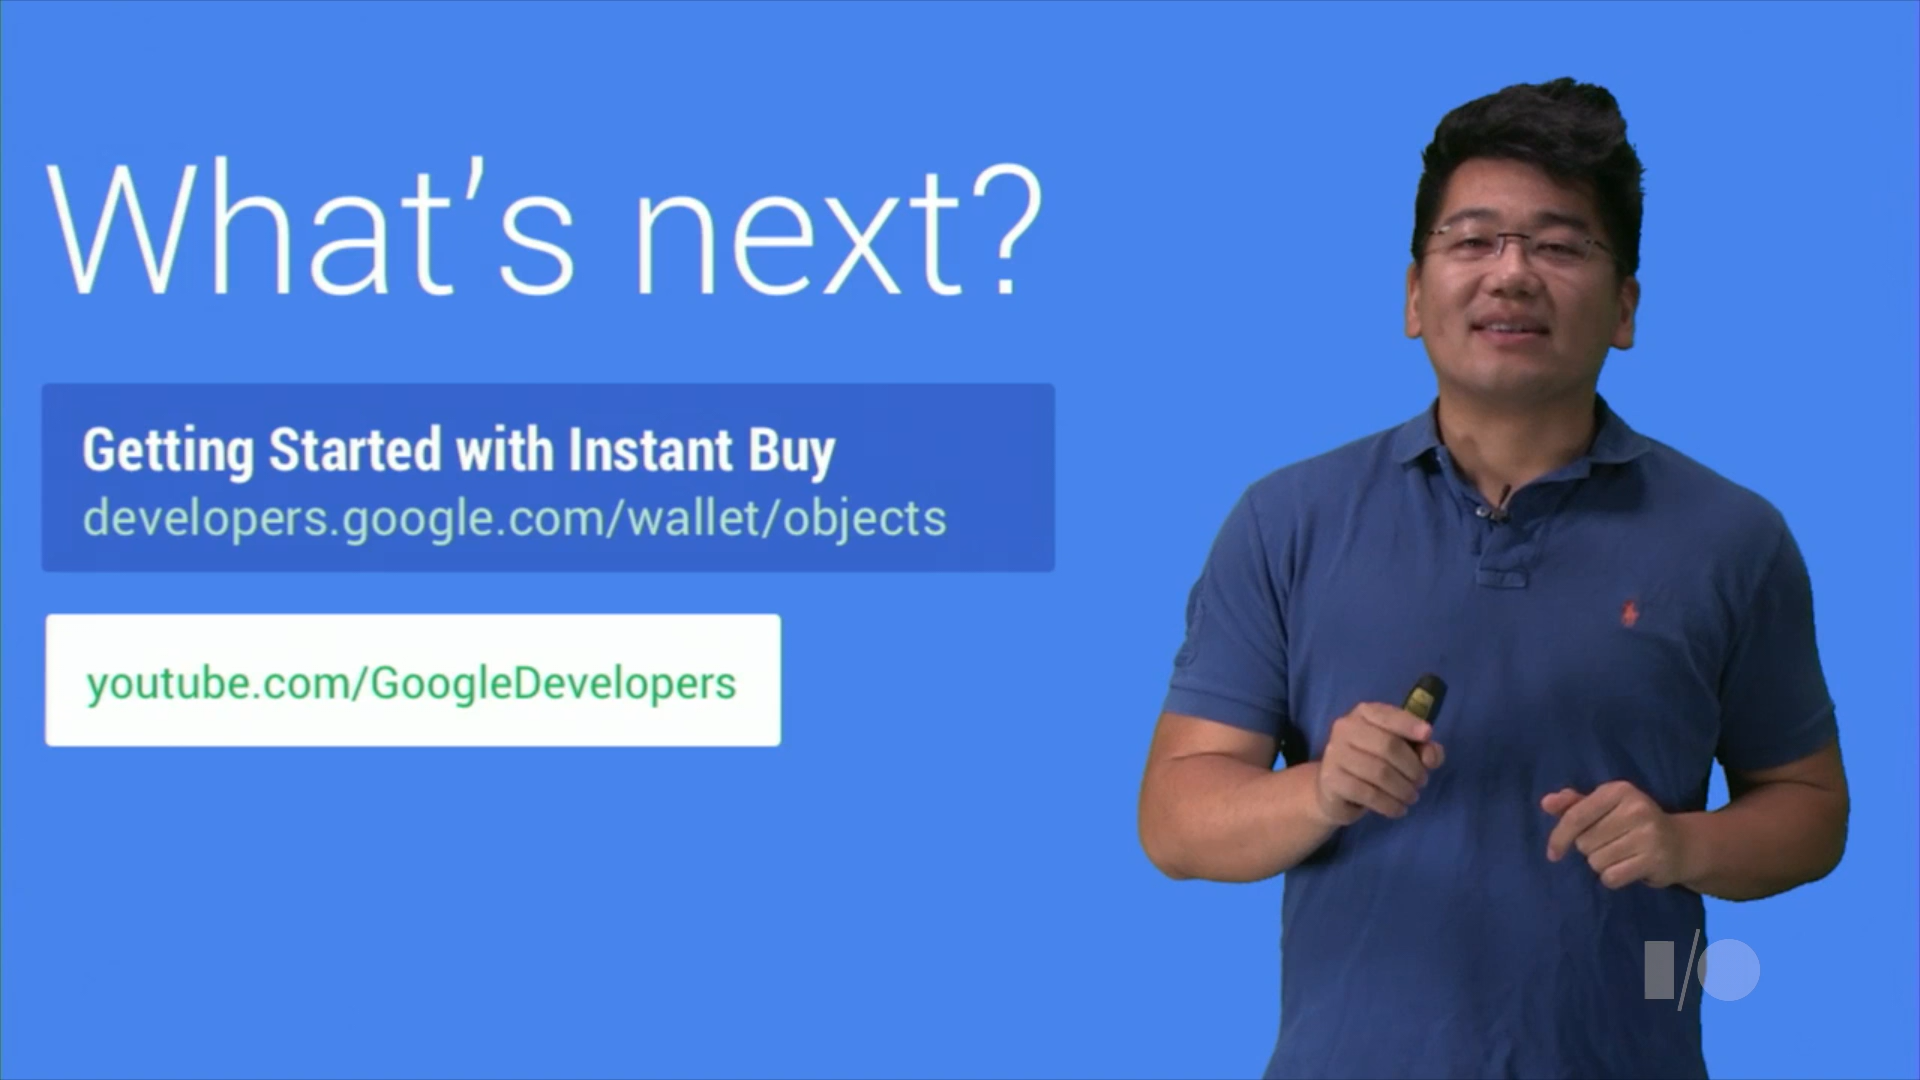 What's next?
Getting Started with Instant Buy
developers.google.com/wallet/objects
youtube.com/GoogleDevelopers
I/O